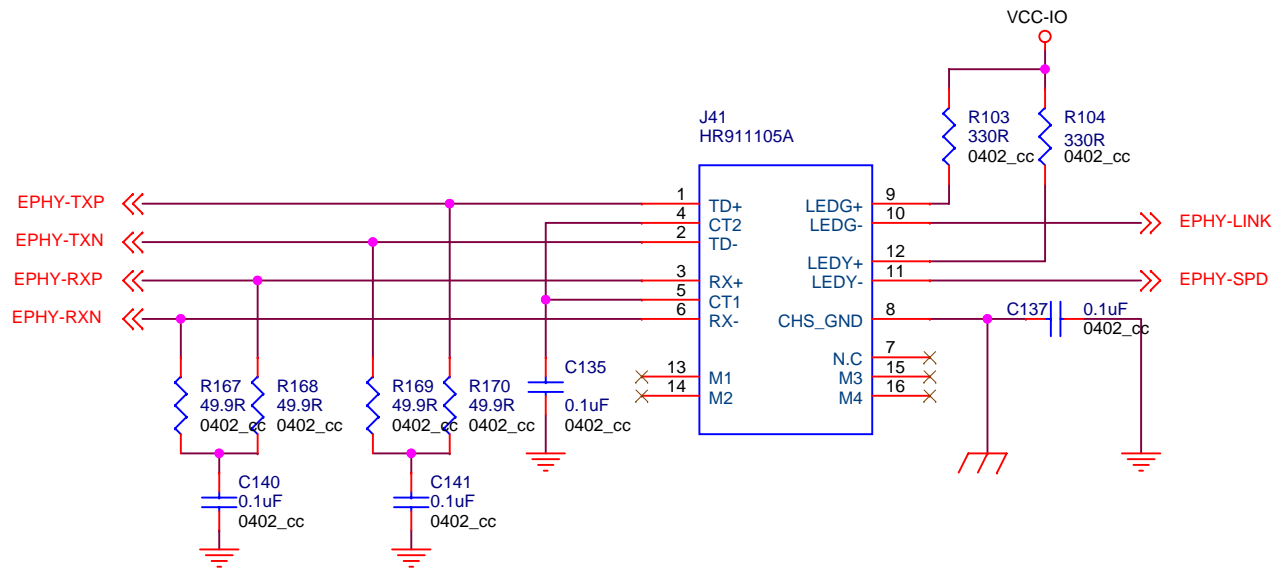 VCC-IO
J41
HR911105A
R103
330R
0402_cc
R104
330R
0402_cc
EPHY-TXP
1
TD+
LEDG+
9
4
CT2
LEDG-
10
EPHY-LINK
EPHY-TXN
2
TD-
12
LEDY+
EPHY-RXP
3
RX+
LEDY-
11
EPHY-SPD
5
CT1
EPHY-RXN
6
RX-
CHS_GND
8
C137
0.1uF
0402_cc
N.C
7
13
M1
M3
15
14
M2
M4
16
R167
49.9R
0402_cc
R168
49.9R
0402_cc
R169
49.9R
0402_cc
R170
49.9R
0402_cc
C135
0.1uF
0402_cc
C140
0.1uF
0402_cc
C141
0.1uF
0402_cc